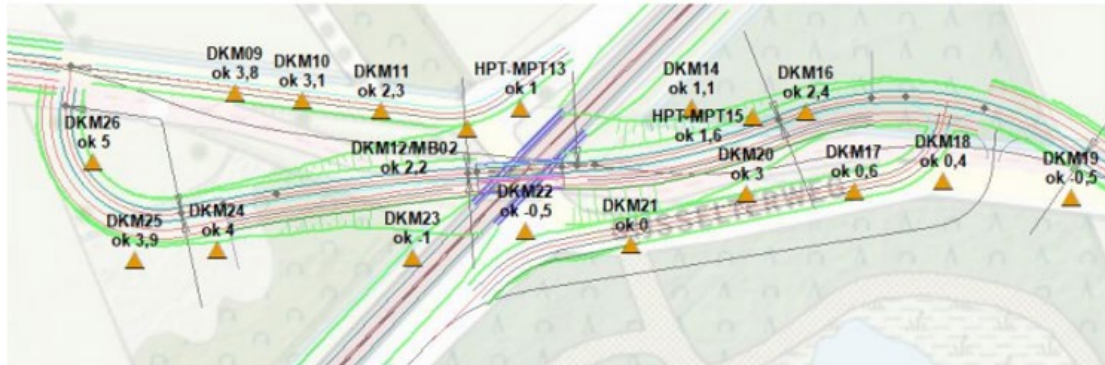 DKM09
ok 3,8
DKM10
ok 3,1
DKM11
ok 2,3
HPT-MPT13
ok 1
DKM14
ok 1,1
DKM16
ok 2,4
HPT-MPT15
ok 1,6
DKM26
ok 5
DKM12/MB02
ok 2,2
DKM20
ok 3
DKM17
ok 0,6
DKM18
ok 0,4
DKM19
ok -0,5
DKM22
ok -0,5
DKM21
ok 0
DKM25
ok 3,9
DKM24
ok 4
DKM23
ok -1